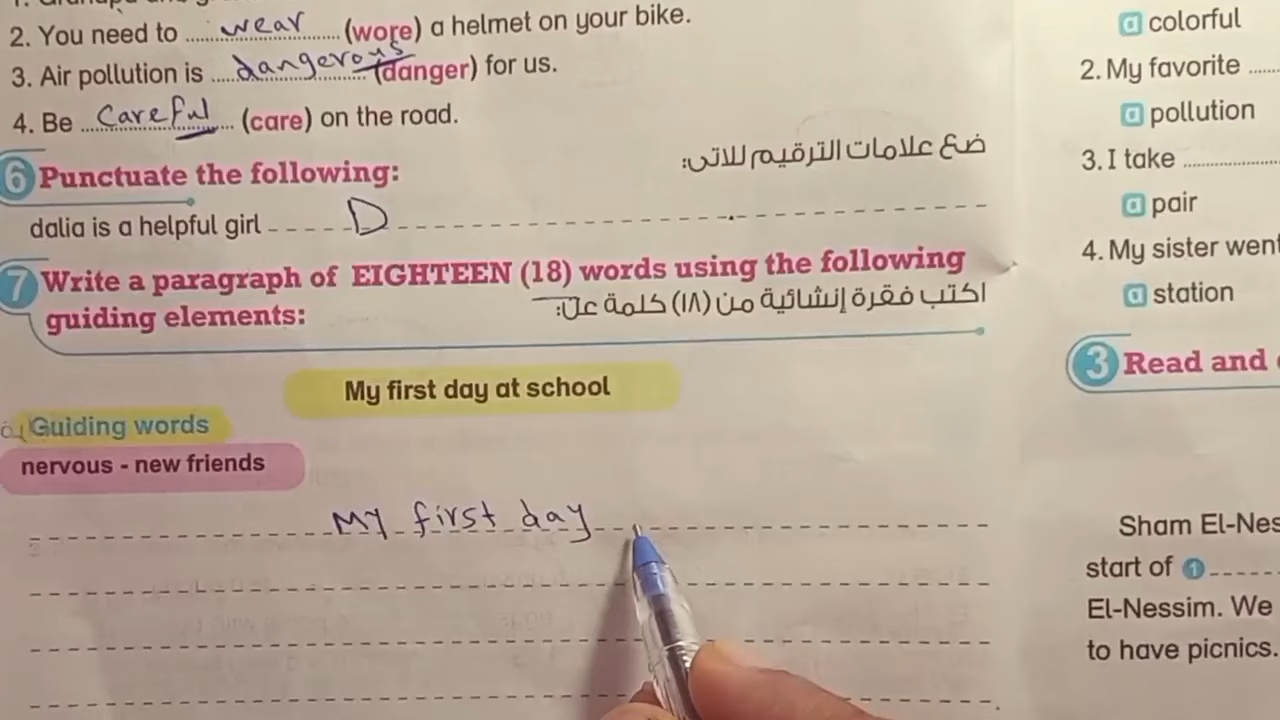 2. You need to wear (wore) a helmet on your bike.
3. Air pollution is dangerous (danger) for us.
4. Be Careful (care) on the road.
6 Punctuate the following:
ضع علامات الترقيم للاتى:
dalia is a helpful girl D .
7 Write a paragraph of EIGHTEEN (18) words using the following
guiding elements:
اكتب فقرة إنشائية من (١٨) كلمة عن:
My first day at school
Guiding words
nervous - new friends
My first day
a colorful
2. My favorite
a pollution
3. I take
a pair
4. My sister went
a station
3 Read and
Sham El-Nes
start of 1
El-Nessim. We
to have picnics.